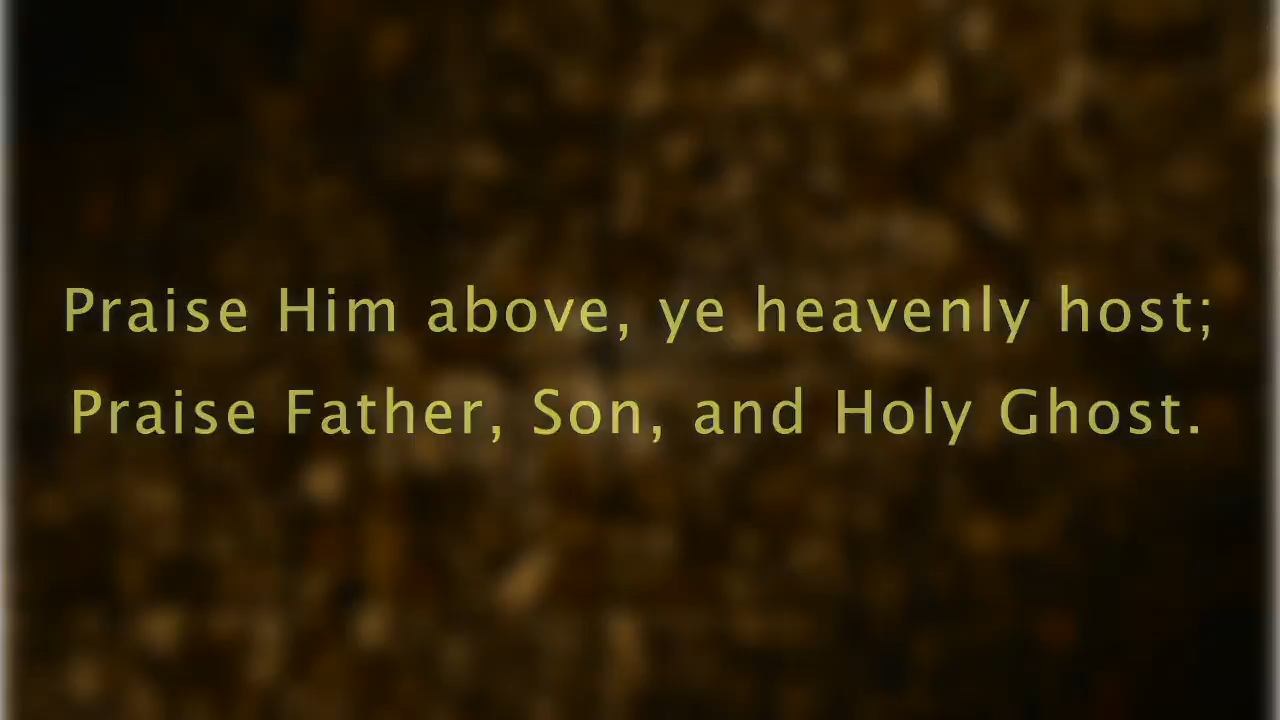 Praise Him above, ye heavenly host;
Praise Father, Son, and Holy Ghost.